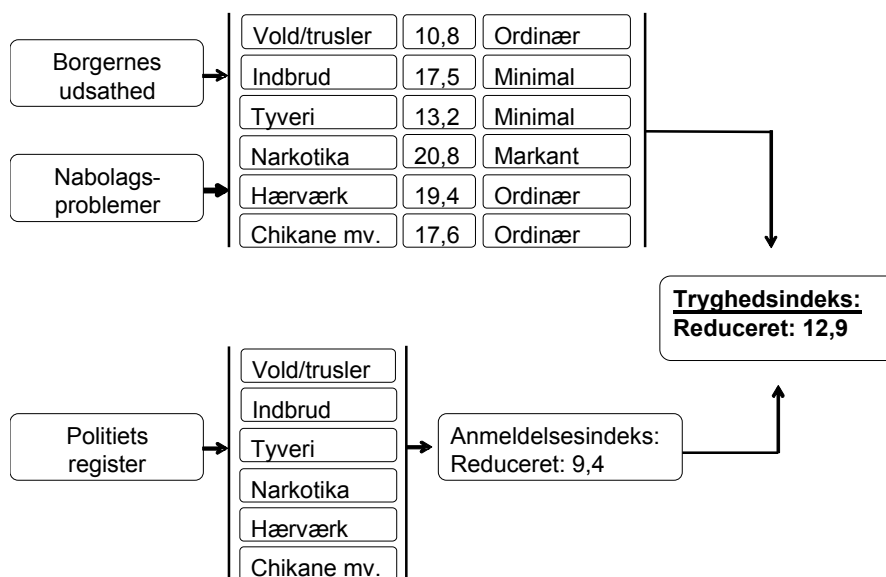 Borgernes
udsathed
Nabolags-
problemer
Vold/trusler 10,8 Ordinær
Indbrud 17,5 Minimal
Tyveri 13,2 Minimal
Narkotika 20,8 Markant
Hærværk 19,4 Ordinær
Chikane mv. 17,6 Ordinær
Tryghedsindeks:
Reduceret: 12,9
Politiets
register
Vold/trusler
Indbrud
Tyveri
Narkotika
Hærværk
Chikane mv.
Anmeldelsesindeks:
Reduceret: 9,4